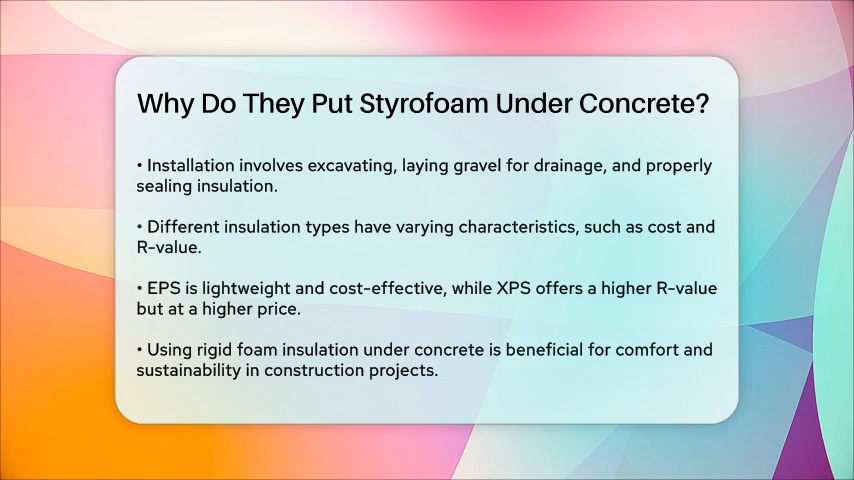 Why Do They Put Styrofoam Under Concrete?
• Installation involves excavating, laying gravel for drainage, and properly
sealing insulation.
• Different insulation types have varying characteristics, such as cost and
R-value.
• EPS is lightweight and cost-effective, while XPS offers a higher R-value
but at a higher price.
• Using rigid foam insulation under concrete is beneficial for comfort and
sustainability in construction projects.